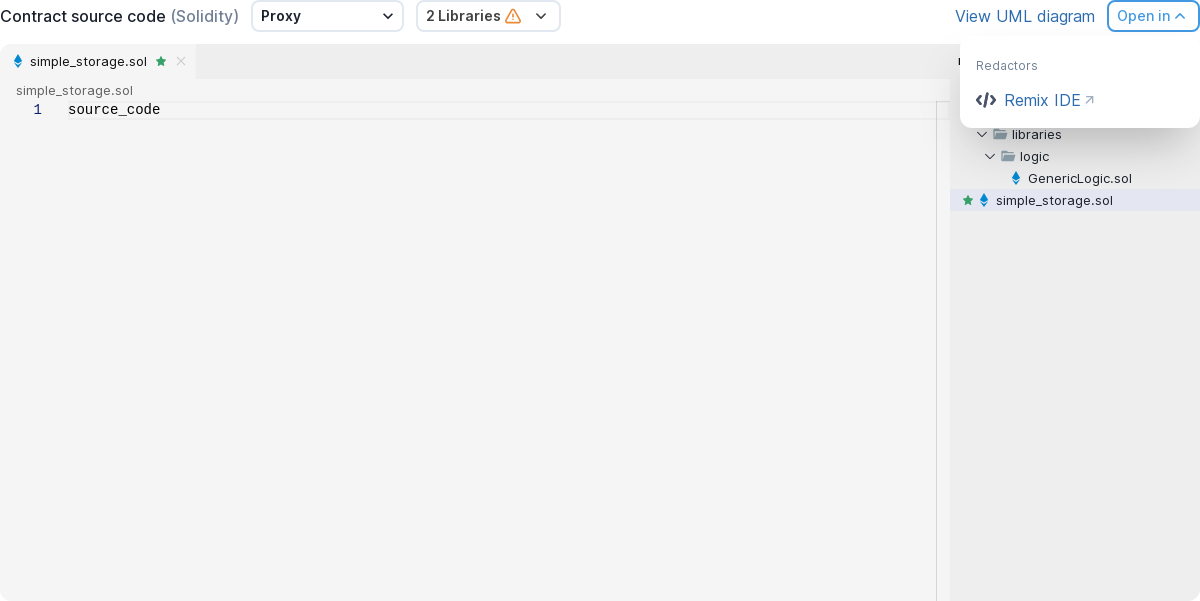 Contract source code (Solidity) Proxy 2 Libraries View UML diagram Open in
simple_storage.sol
Redactors
simple_storage.sol
Remix IDE
1 source_code
libraries
logic
GenericLogic.sol
simple_storage.sol